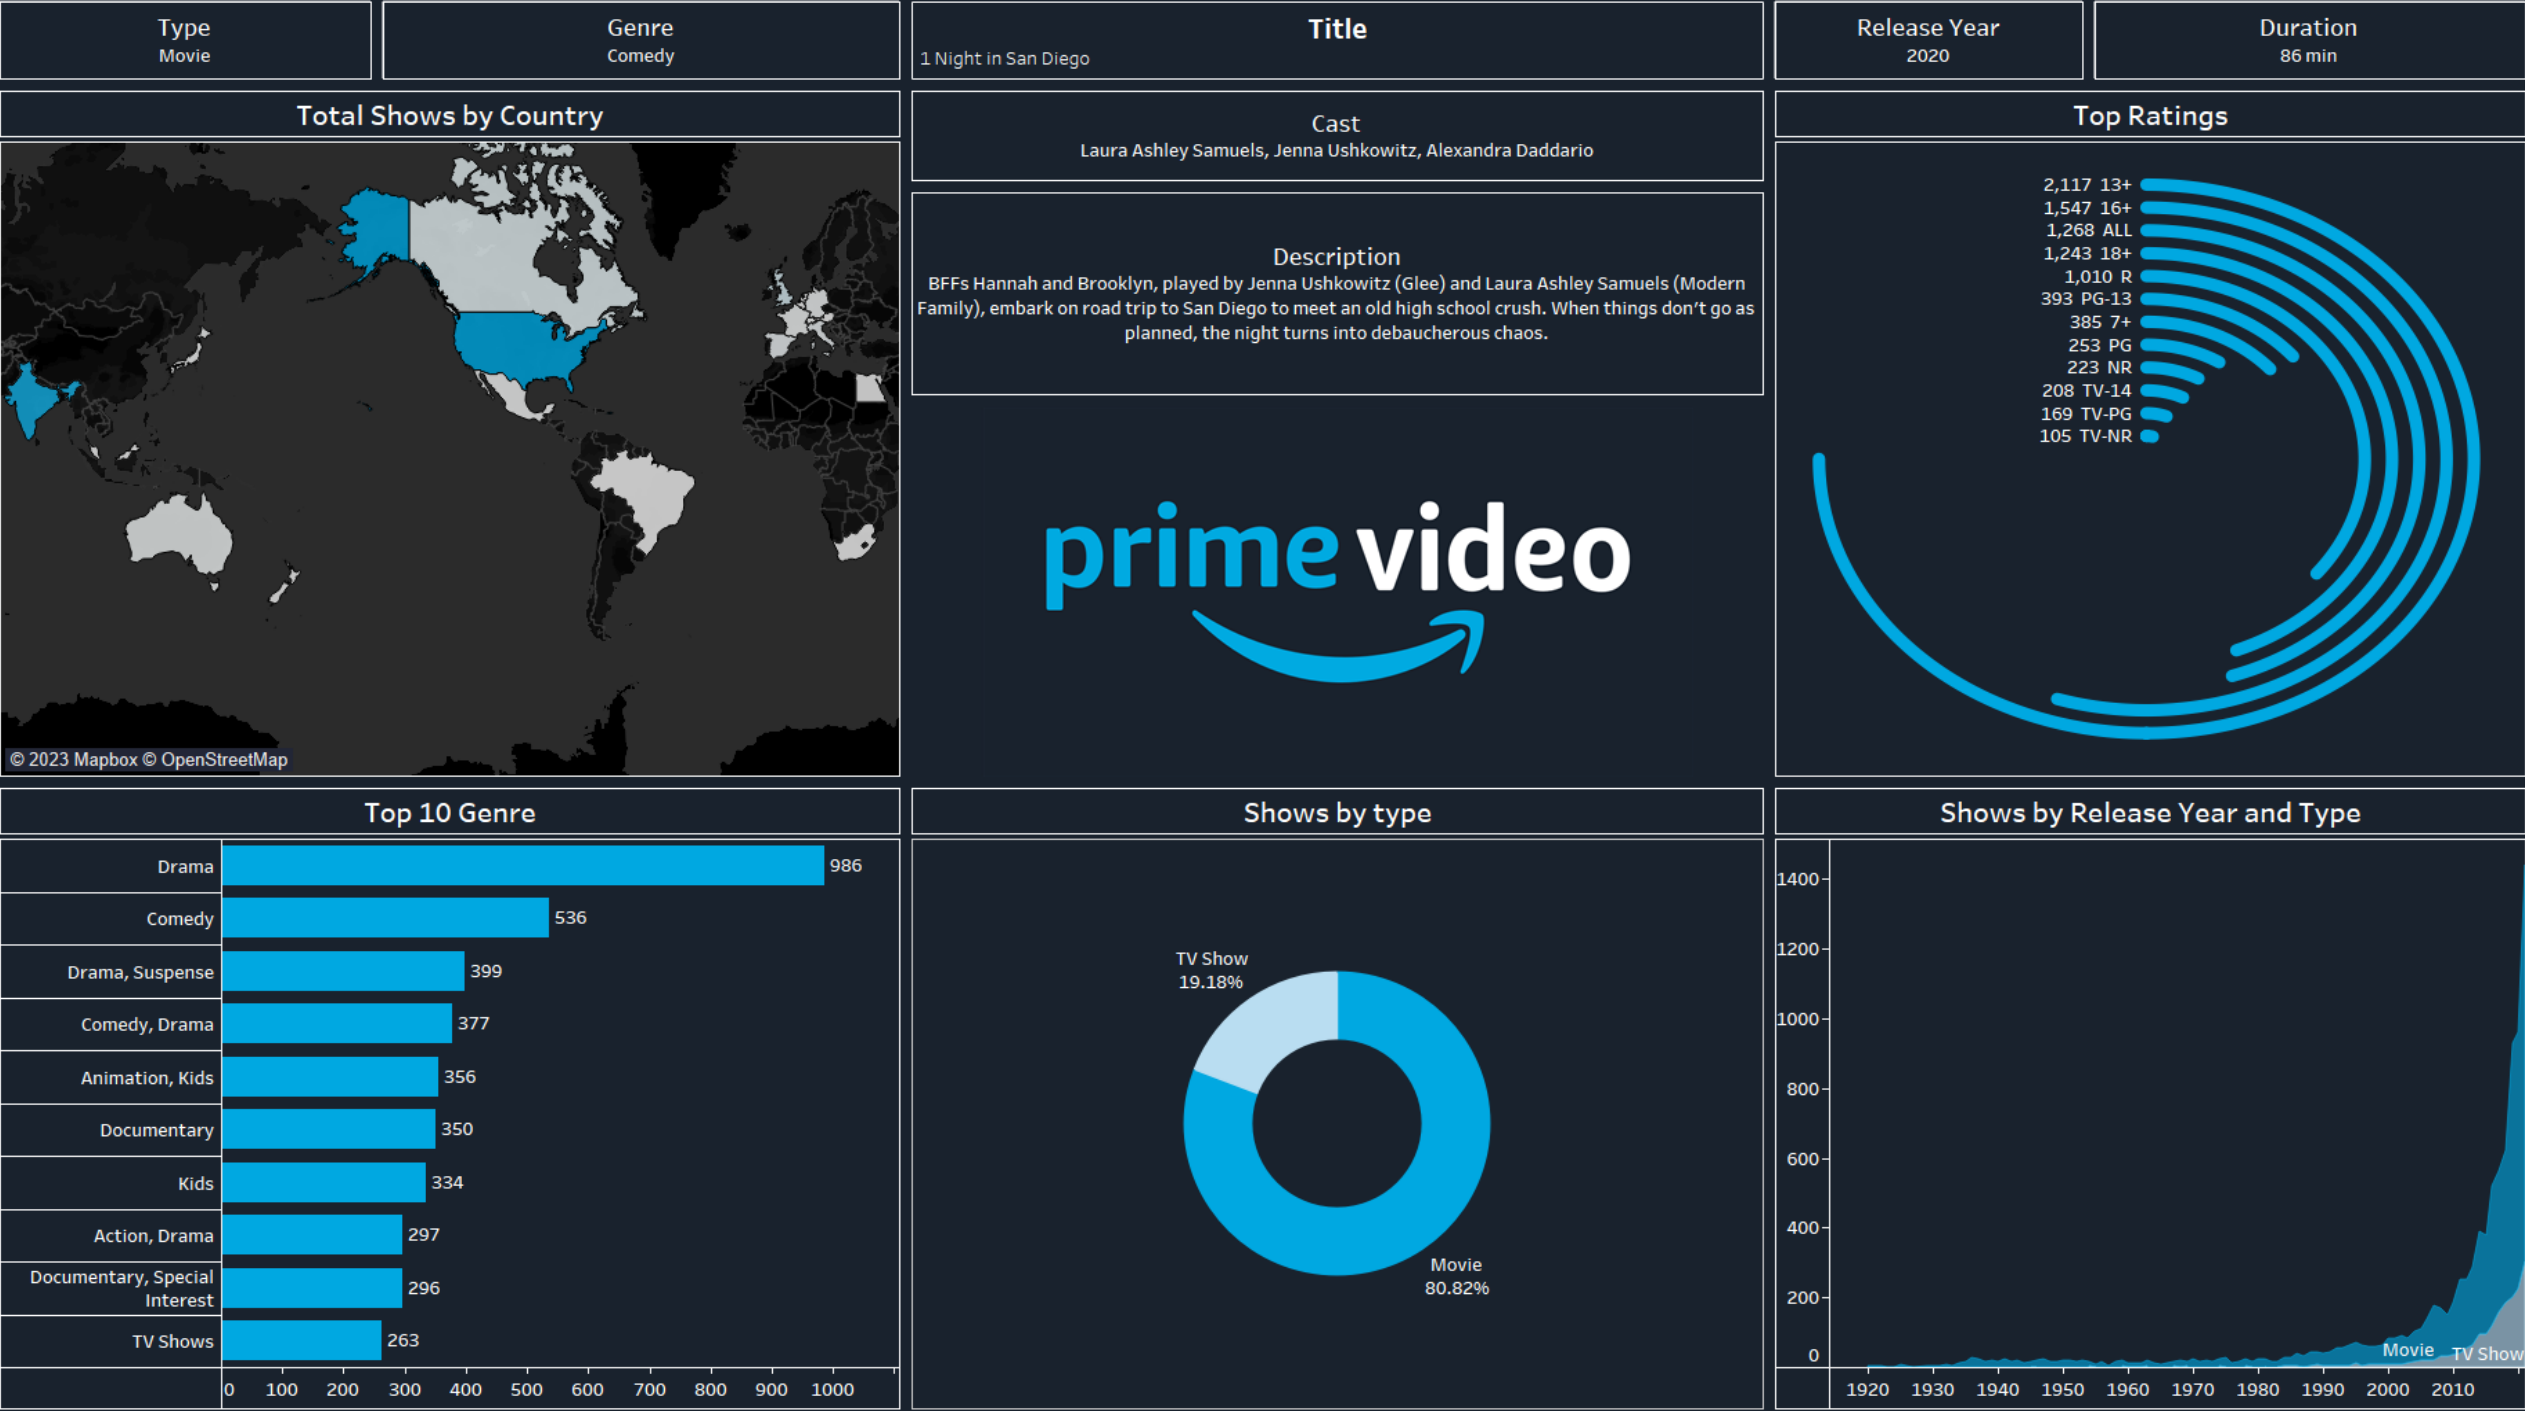 Type
Movie
Genre
Comedy
Title
1 Night in San Diego
Release Year
2020
Duration
86 min
Total Shows by Country
© 2023 Mapbox © OpenStreetMap
Cast
Laura Ashley Samuels, Jenna Ushkowitz, Alexandra Daddario
Description
BFFs Hannah and Brooklyn, played by Jenna Ushkowitz (Glee) and Laura Ashley Samuels (Modern
Family), embark on road trip to San Diego to meet an old high school crush. When things don’t go as
planned, the night turns into debaucherous chaos.
prime video
Top Ratings
2,117 13+
1,547 16+
1,268 ALL
1,243 18+
1,010 R
393 PG-13
385 7+
253 PG
223 NR
208 TV-14
169 TV-PG
105 TV-NR
Top 10 Genre
Drama 986
Comedy 536
Drama, Suspense 399
Comedy, Drama 377
Animation, Kids 356
Documentary 350
Kids 334
Action, Drama 297
Documentary, Special
Interest 296
TV Shows 263
0 100 200 300 400 500 600 700 800 900 1000
Shows by type
TV Show
19.18%
Movie
80.82%
Shows by Release Year and Type
1400
1200
1000
800
600
400
200
0
Movie
TV Show
1920 1930 1940 1950 1960 1970 1980 1990 2000 2010